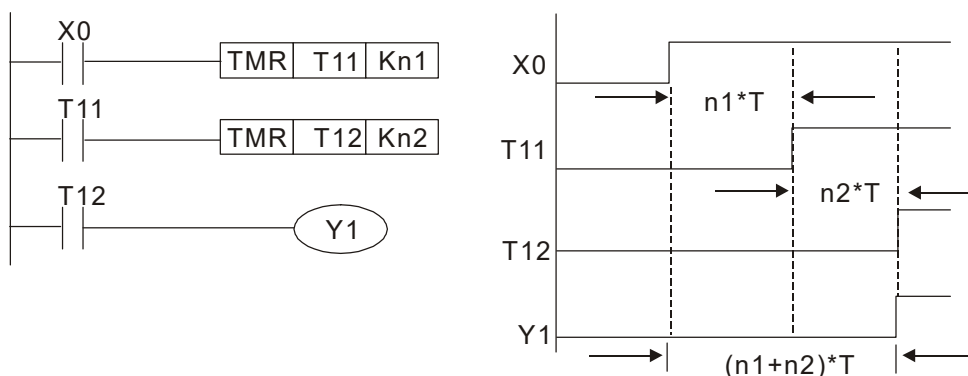 X0
TMR T11 Kn1
T11
TMR T12 Kn2
T12
Y1
X0
n1*T
T11
n2*T
T12
Y1
(n1+n2)*T